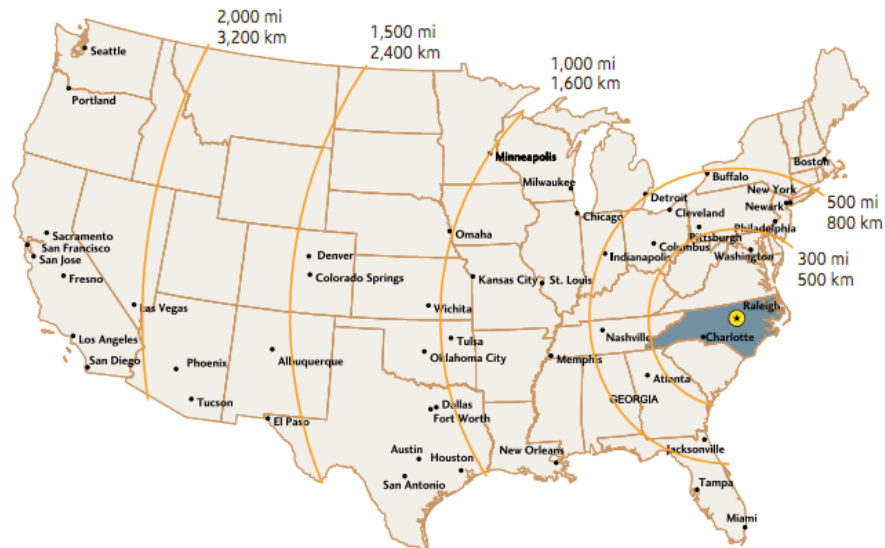 2,000 mi
3,200 km
1,500 mi
2,400 km
1,000 mi
1,600 km
500 mi
800 km
300 mi
500 km
Seattle
Portland
Sacramento
San Francisco
San Jose
Fresno
Las Vegas
Los Angeles
San Diego
Phoenix
Tucson
Denver
Colorado Springs
Albuquerque
El Paso
Minneapolis
Milwaukee
Omaha
Chicago
Kansas City
St. Louis
Wichita
Tulsa
Oklahoma City
Dallas
Fort Worth
Austin
Houston
San Antonio
New Orleans
Memphis
Nashville
Indianapolis
Detroit
Cleveland
Columbus
Pittsburgh
Buffalo
Boston
New York
Newark
Philadelphia
Washington
Raleigh
Charlotte
Atlanta
GEORGIA
Jacksonville
Tampa
Miami